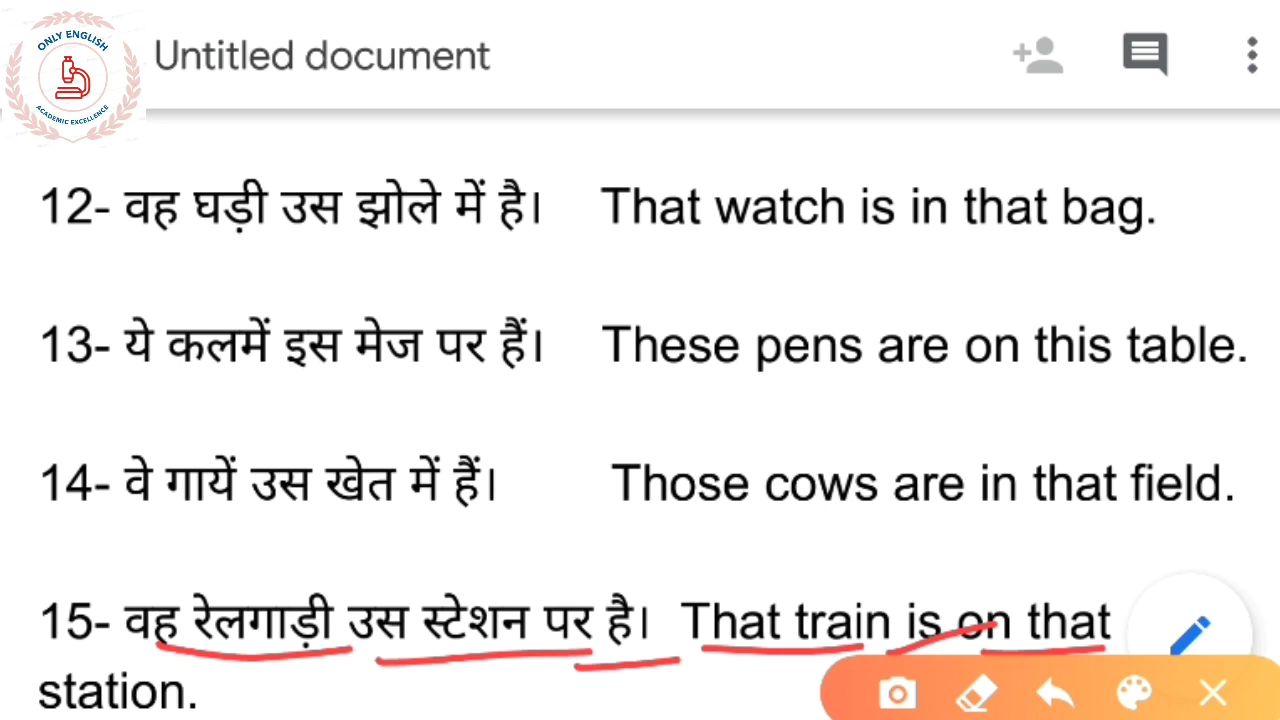 ONLY ENGLISH
ACADEMIC EXCELLENCE
Untitled document
12- वह घड़ी उस झोले में है। That watch is in that bag.
13- ये कलमें इस मेज पर हैं। These pens are on this table.
14- वे गायें उस खेत में हैं। Those cows are in that field.
15- वह रेलगाड़ी उस स्टेशन पर है। That train is on that
station.